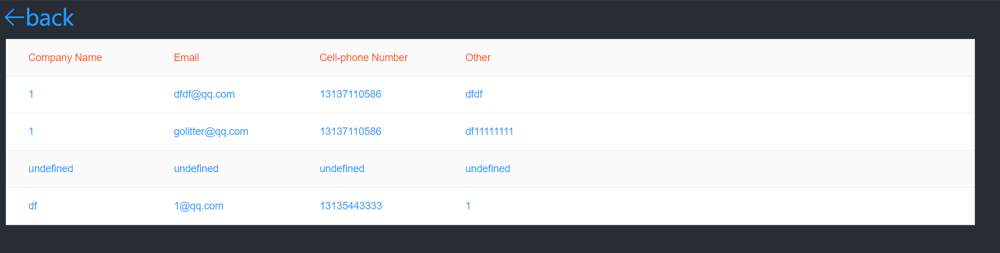 ←back
Company Name Email Cell-phone Number Other
1 dfdf@qq.com 13137110586 dfdf
1 golitter@qq.com 13137110586 df11111111
undefined undefined undefined undefined
df 1@qq.com 13135443333 1